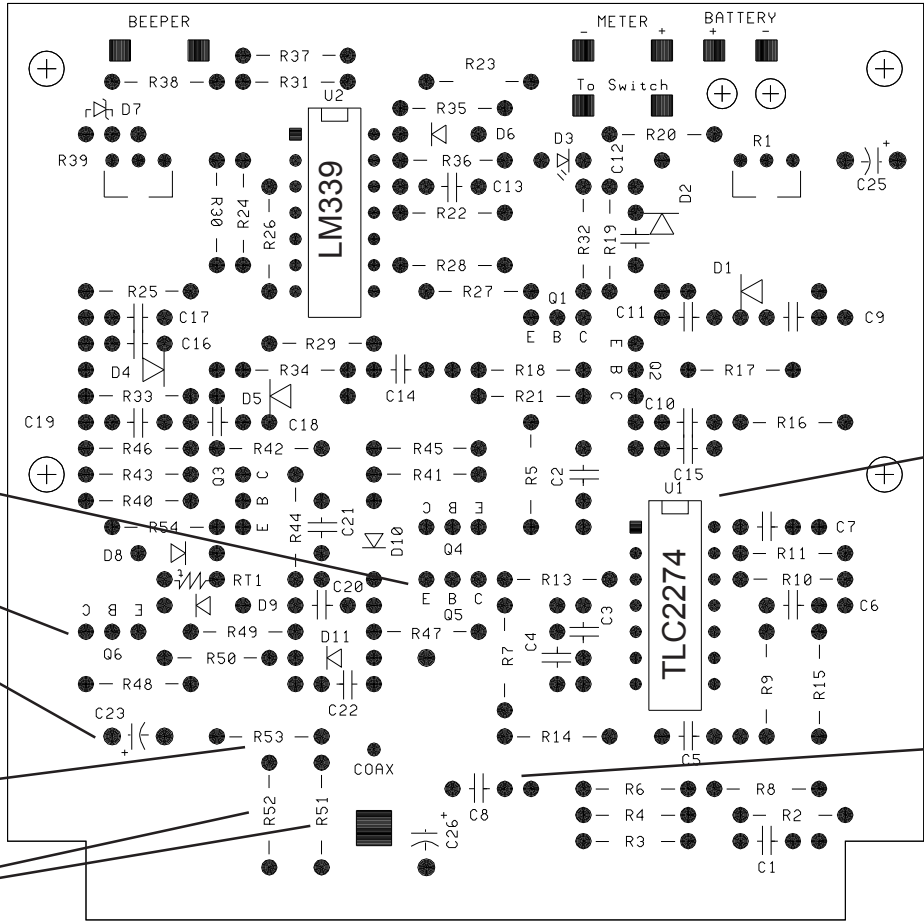 BEEPER METER BATTERY
- + + -
R37 R23
R38 R31 To Switch
U2
D7 R35
D6 D3 R20
R39 R36 C12 R1
C13 C25
R30 R24 R26 LM339 R22 R32 R19 D2
R28 D1
R25 R27 Q1
C17 C11 C9
E B C
C16 R29 E
D4 R34 C14 R18 B Q2 R17
R33 D5 R21 C C10
C19 C18 R16
R46 R42 R45 C15
R43 Q3 C R41 R5 C2
R40 B U1
R54 E R44 C21 D10 C B E C7
D8 Q4 R11
t RT1 C20 R13 TLC2274 R10
E B C
C B E D9 Q5 C3 C6
Q6 R49 D11 R47 C4
R50 R7 R9 R15
R48 C22
C23
+ R53 R14
COAX C5
R52 R51 C8 R6 R8
+ C26 R4 R2
R3 C1